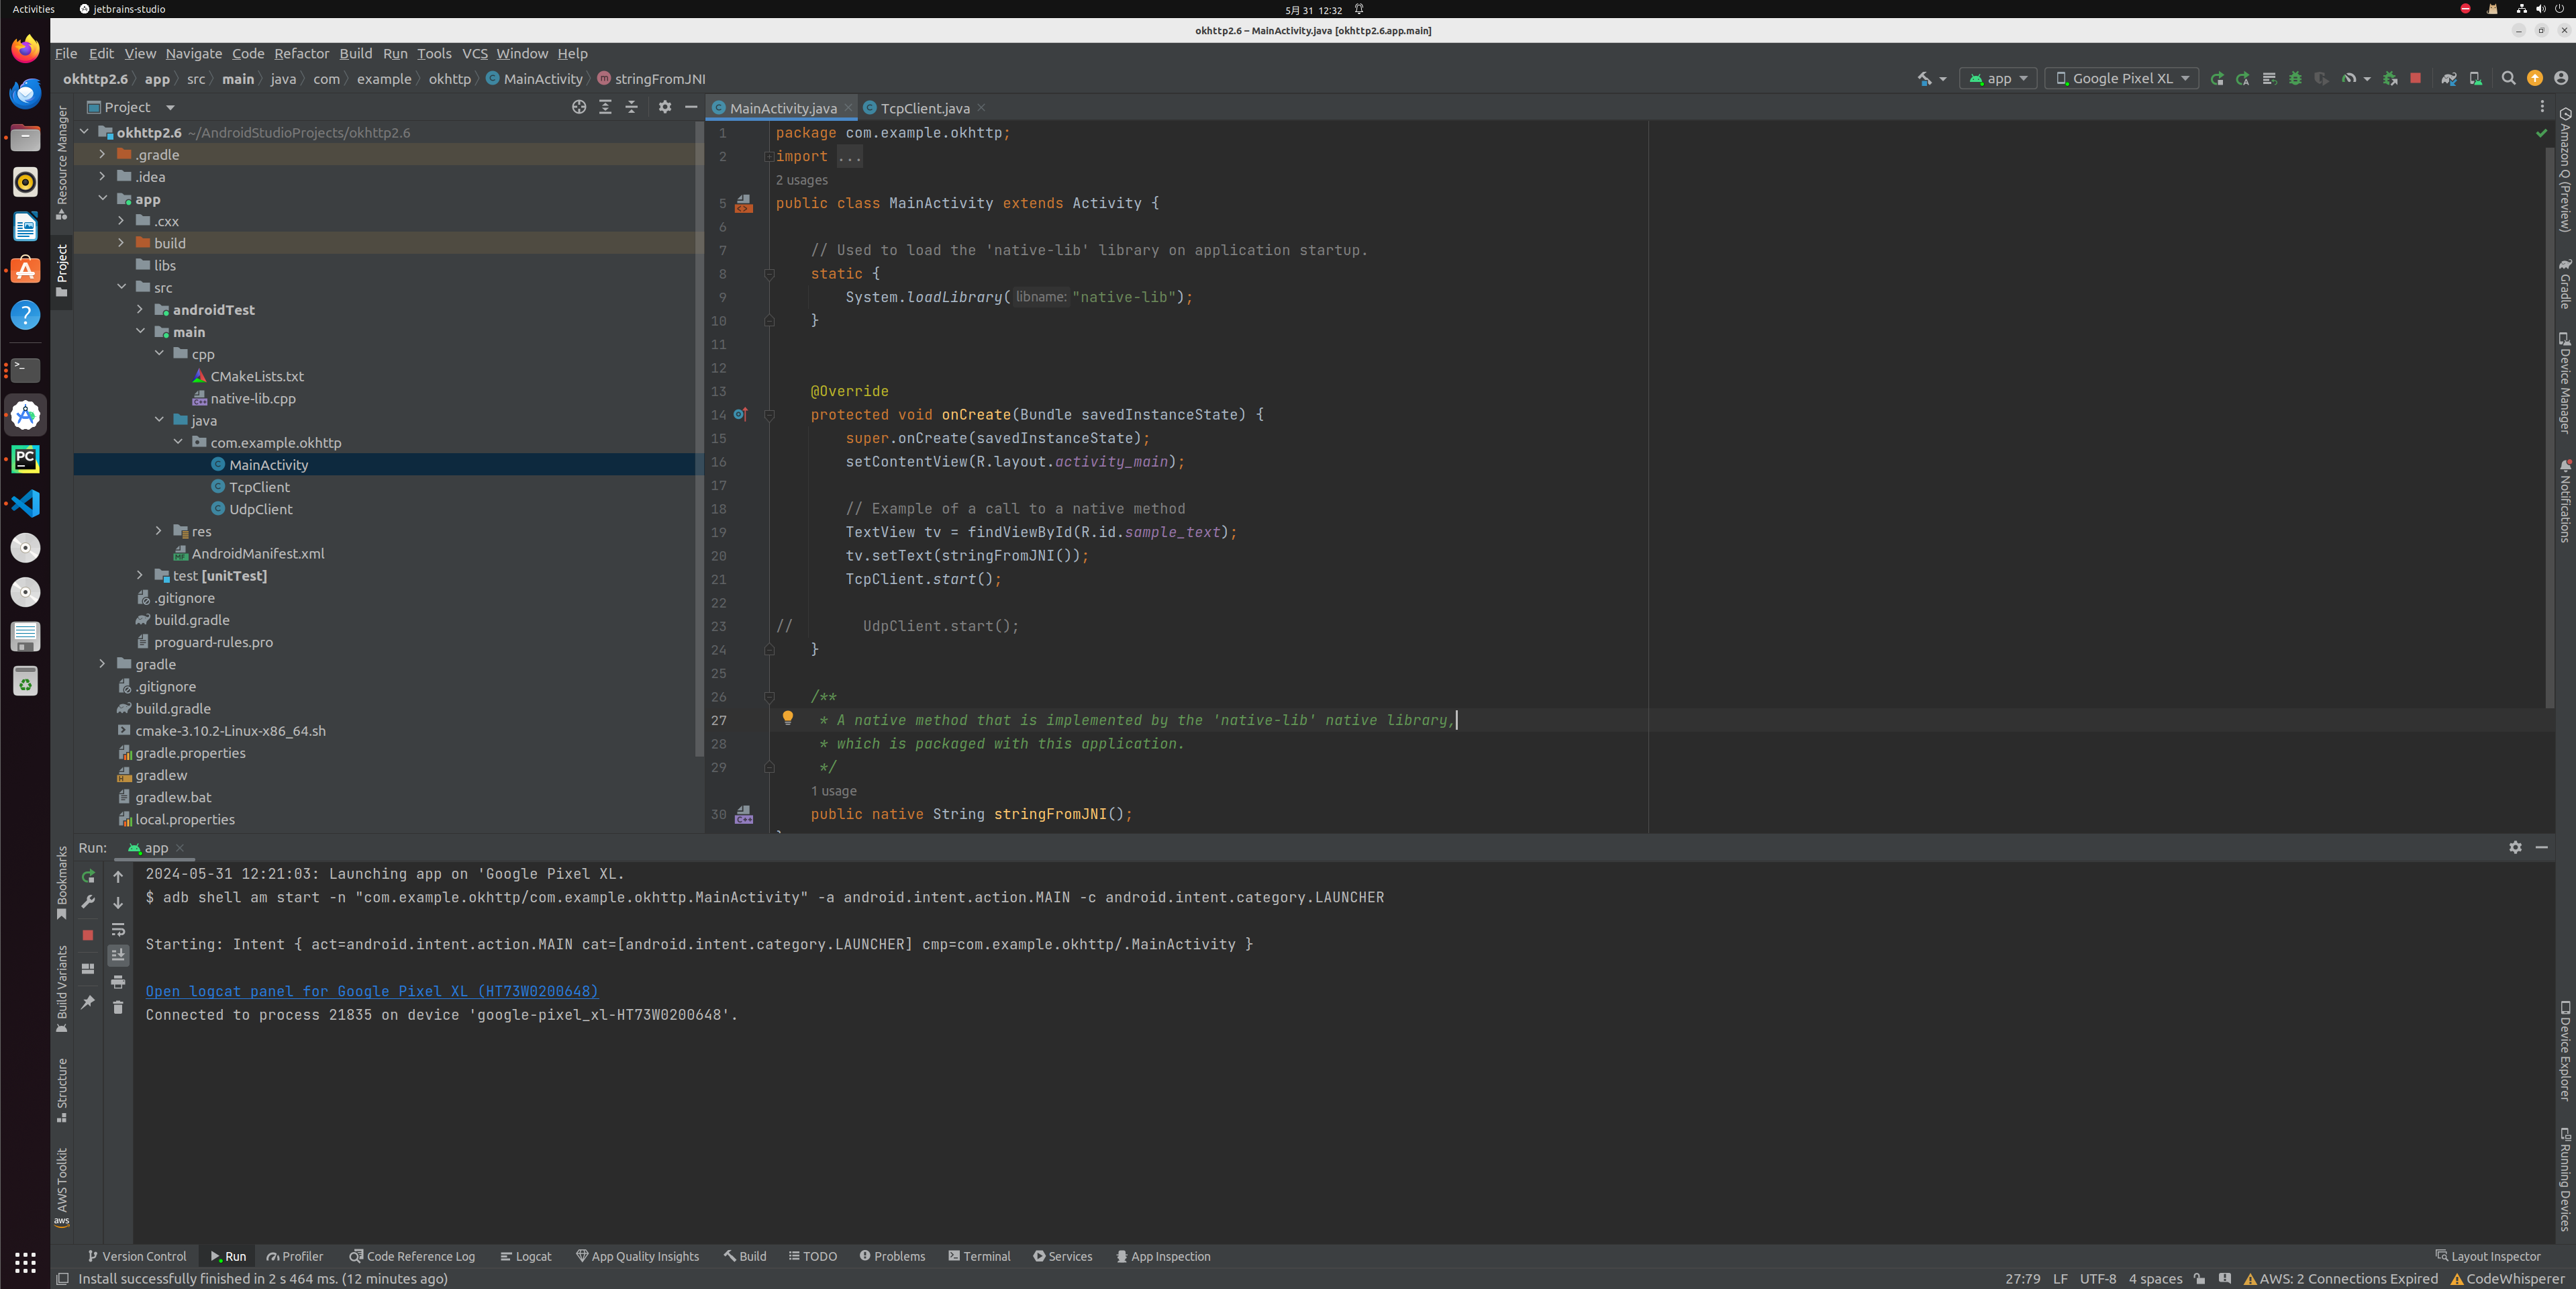 Activities
jetbrains-studio
5月 31 12:32
okhttp2.6 – MainActivity.java [okhttp2.6.app.main]
File Edit View Navigate Code Refactor Build Run Tools VCS Window Help
okhttp2.6 app src main java com example okhttp MainActivity stringFromJNI
app
Google Pixel XL
Project
MainActivity.java
TcpClient.java
Resource Manager
Project
Bookmarks
Build Variants
Structure
AWS Toolkit
aws
okhttp2.6 ~/AndroidStudioProjects/okhttp2.6
.gradle
.idea
app
.cxx
build
libs
src
androidTest
main
cpp
CMakeLists.txt
native-lib.cpp
java
com.example.okhttp
MainActivity
TcpClient
UdpClient
res
AndroidManifest.xml
test [unitTest]
.gitignore
build.gradle
proguard-rules.pro
gradle
.gitignore
build.gradle
cmake-3.10.2-Linux-x86_64.sh
gradle.properties
gradlew
gradlew.bat
local.properties
1 package com.example.okhttp;
2 import ...
2 usages
5 public class MainActivity extends Activity {
6
7 // Used to load the 'native-lib' library on application startup.
8 static {
9 System.loadLibrary( libname: "native-lib");
10 }
11
12
13 @Override
14 protected void onCreate(Bundle savedInstanceState) {
15 super.onCreate(savedInstanceState);
16 setContentView(R.layout.activity_main);
17
18 // Example of a call to a native method
19 TextView tv = findViewById(R.id.sample_text);
20 tv.setText(stringFromJNI());
21 TcpClient.start();
22
23 // UdpClient.start();
24 }
25
26 /**
27 * A native method that is implemented by the 'native-lib' native library,
28 * which is packaged with this application.
29 */
1 usage
30 public native String stringFromJNI();
Amazon Q (Preview)
Gradle
Device Manager
Notifications
Device Explorer
Running Devices
Run: app
2024-05-31 12:21:03: Launching app on 'Google Pixel XL.
$ adb shell am start -n "com.example.okhttp/com.example.okhttp.MainActivity" -a android.intent.action.MAIN -c android.intent.category.LAUNCHER
Starting: Intent { act=android.intent.action.MAIN cat=[android.intent.category.LAUNCHER] cmp=com.example.okhttp/.MainActivity }
Open logcat panel for Google Pixel XL (HT73W0200648)
Connected to process 21835 on device 'google-pixel_xl-HT73W0200648'.
Version Control Run Profiler Code Reference Log Logcat App Quality Insights Build TODO Problems Terminal Services App Inspection Layout Inspector
Install successfully finished in 2 s 464 ms. (12 minutes ago)
27:79 LF UTF-8 4 spaces AWS: 2 Connections Expired CodeWhisperer